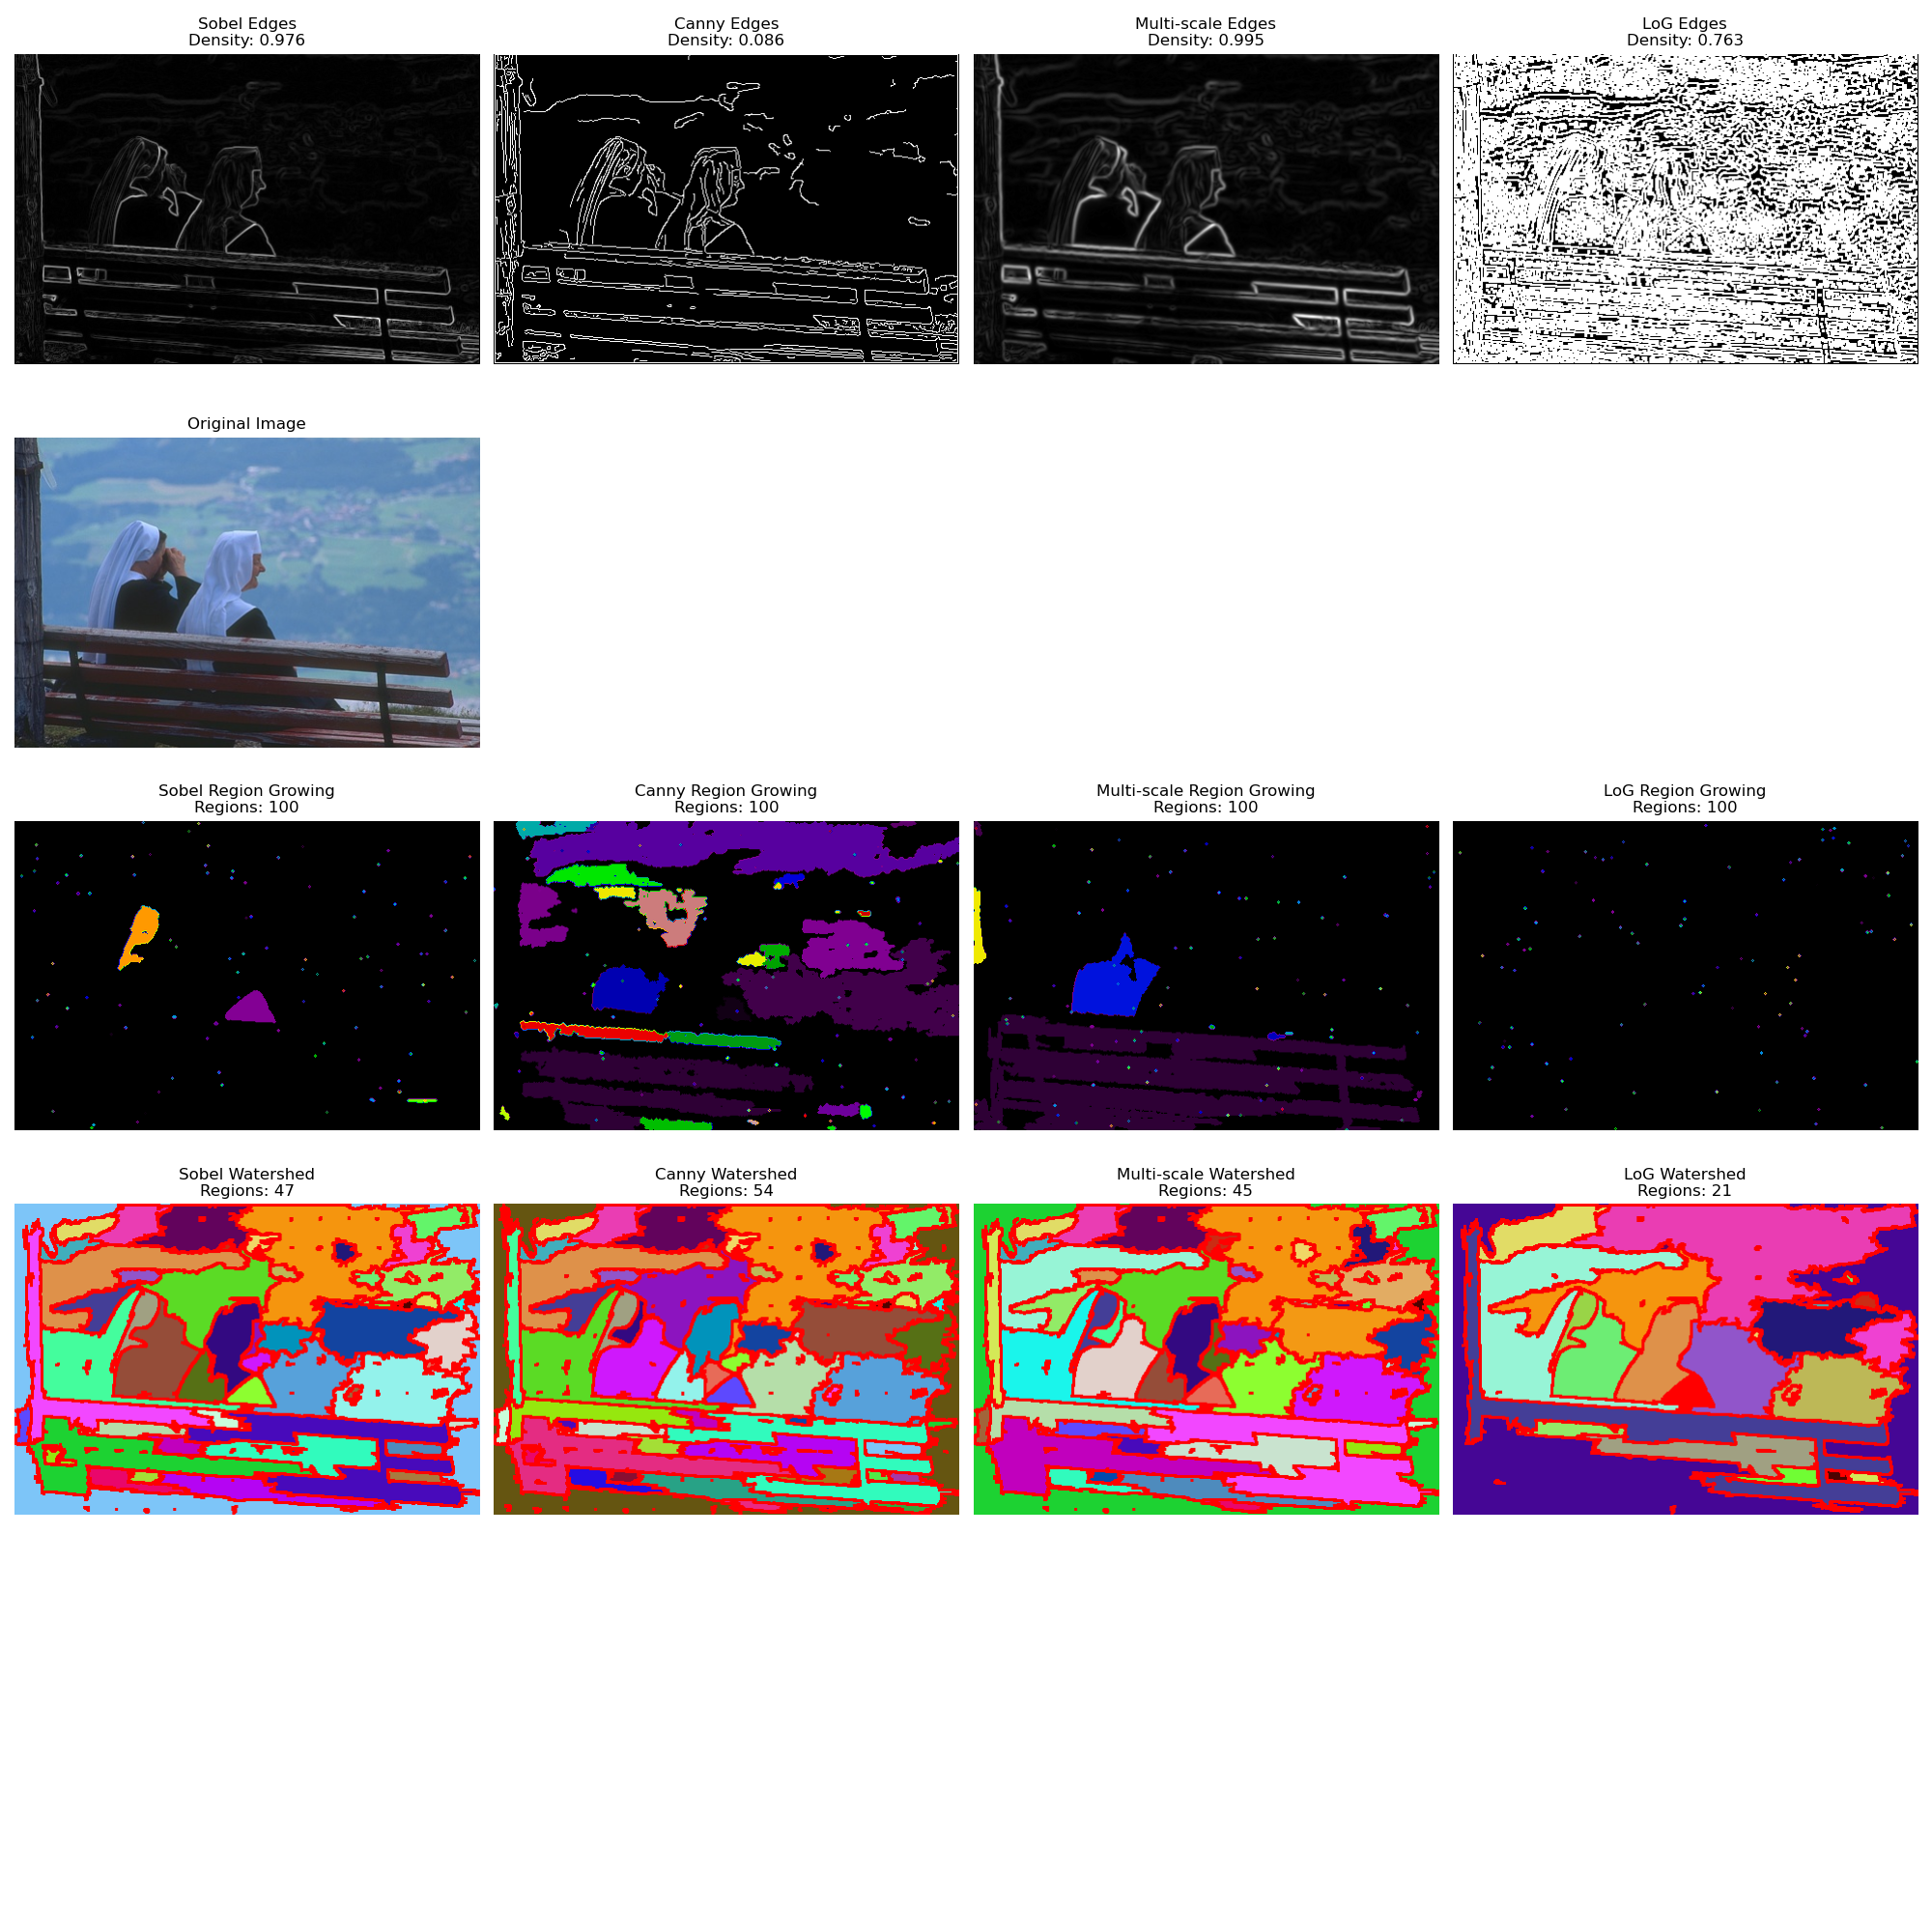 Sobel Edges
Density: 0.976
Canny Edges
Density: 0.086
Multi-scale Edges
Density: 0.995
LoG Edges
Density: 0.763
Original Image
Sobel Region Growing
Regions: 100
Canny Region Growing
Regions: 100
Multi-scale Region Growing
Regions: 100
LoG Region Growing
Regions: 100
Sobel Watershed
Regions: 47
Canny Watershed
Regions: 54
Multi-scale Watershed
Regions: 45
LoG Watershed
Regions: 21